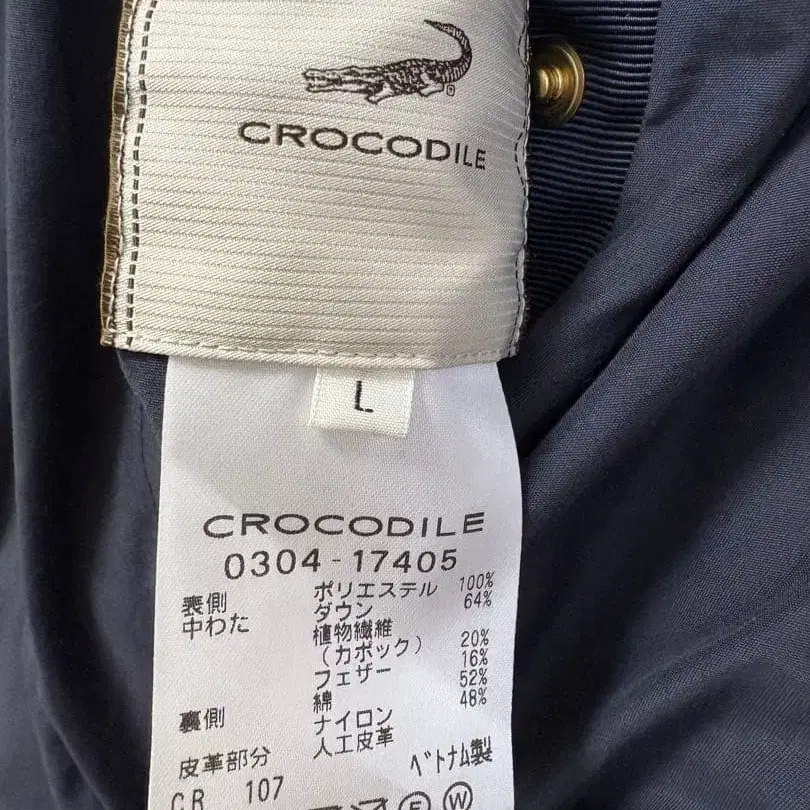 CROCODILE
L
CROCODILE
0304-17405
表側 ポリエステル 100%
中わた ダウン 64%
植物繊維
(カポック) 20%
フェザー 16%
裏側 綿 52%
ナイロン 48%
皮革部分 人工皮革
ベトナム製
CR 107
F W